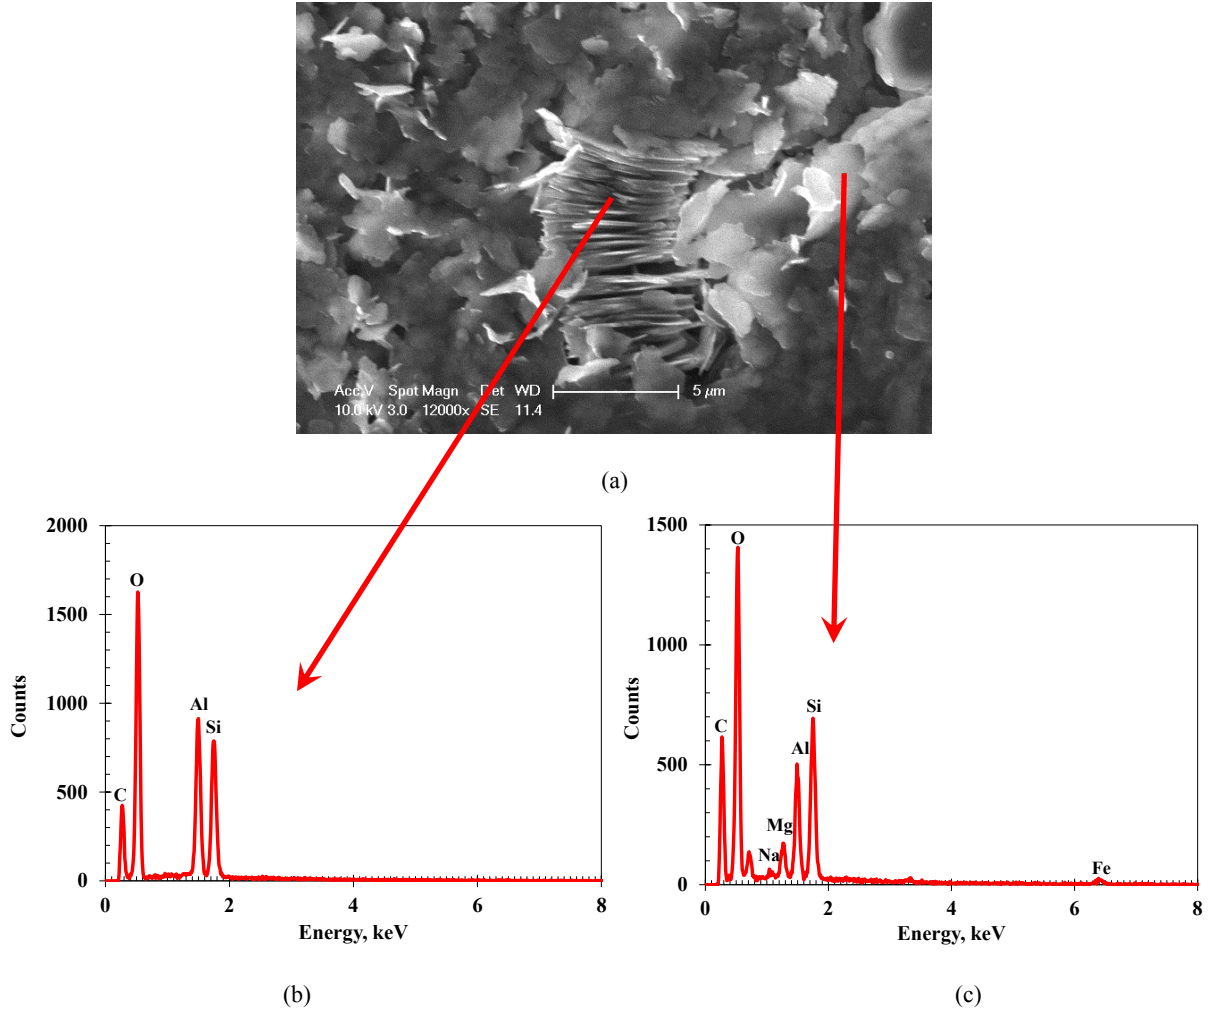 Acc.V Spot Magn Det WD 5 µm
10.0 kV 3.0 12000x SE 11.4
(a)
2000
1500
1000
500
0
Counts
C
O
Al
Si
0 2 4 6 8
Energy, keV
(b)
1500
1000
500
0
Counts
C
O
Na
Mg
Al
Si
Fe
0 2 4 6 8
Energy, keV
(c)